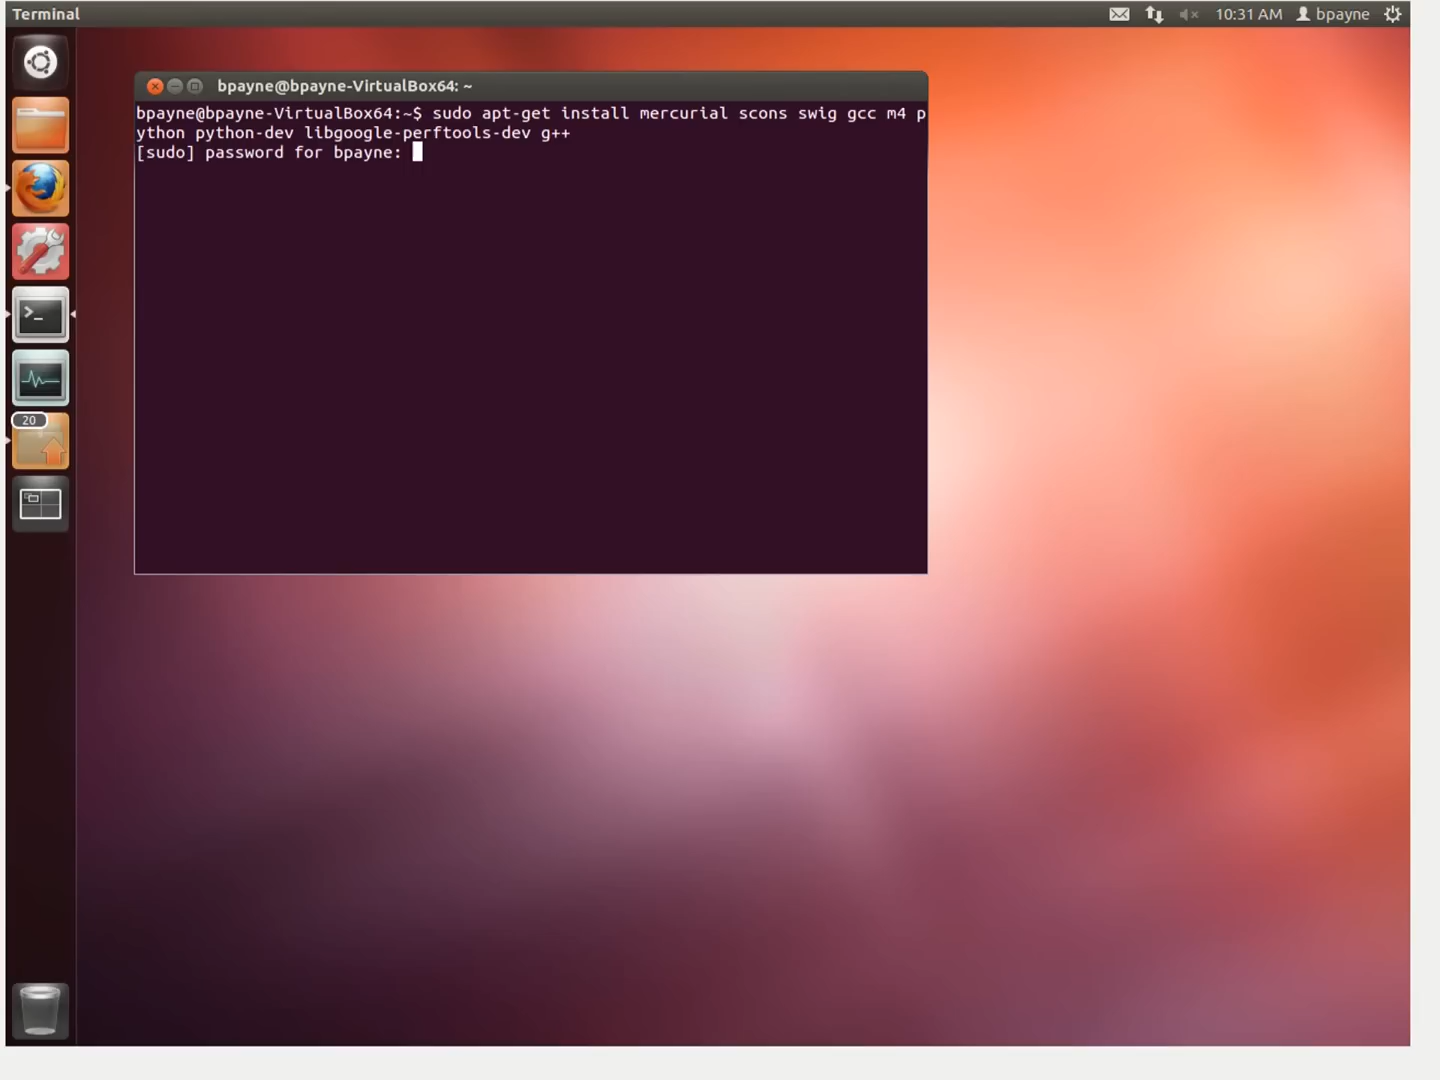 Terminal
10:31 AM
bpayne
bpayne@bpayne-VirtualBox64: ~
bpayne@bpayne-VirtualBox64:~$ sudo apt-get install mercurial scons swig gcc m4 p
ython python-dev libgoogle-perftools-dev g++
[sudo] password for bpayne:
20